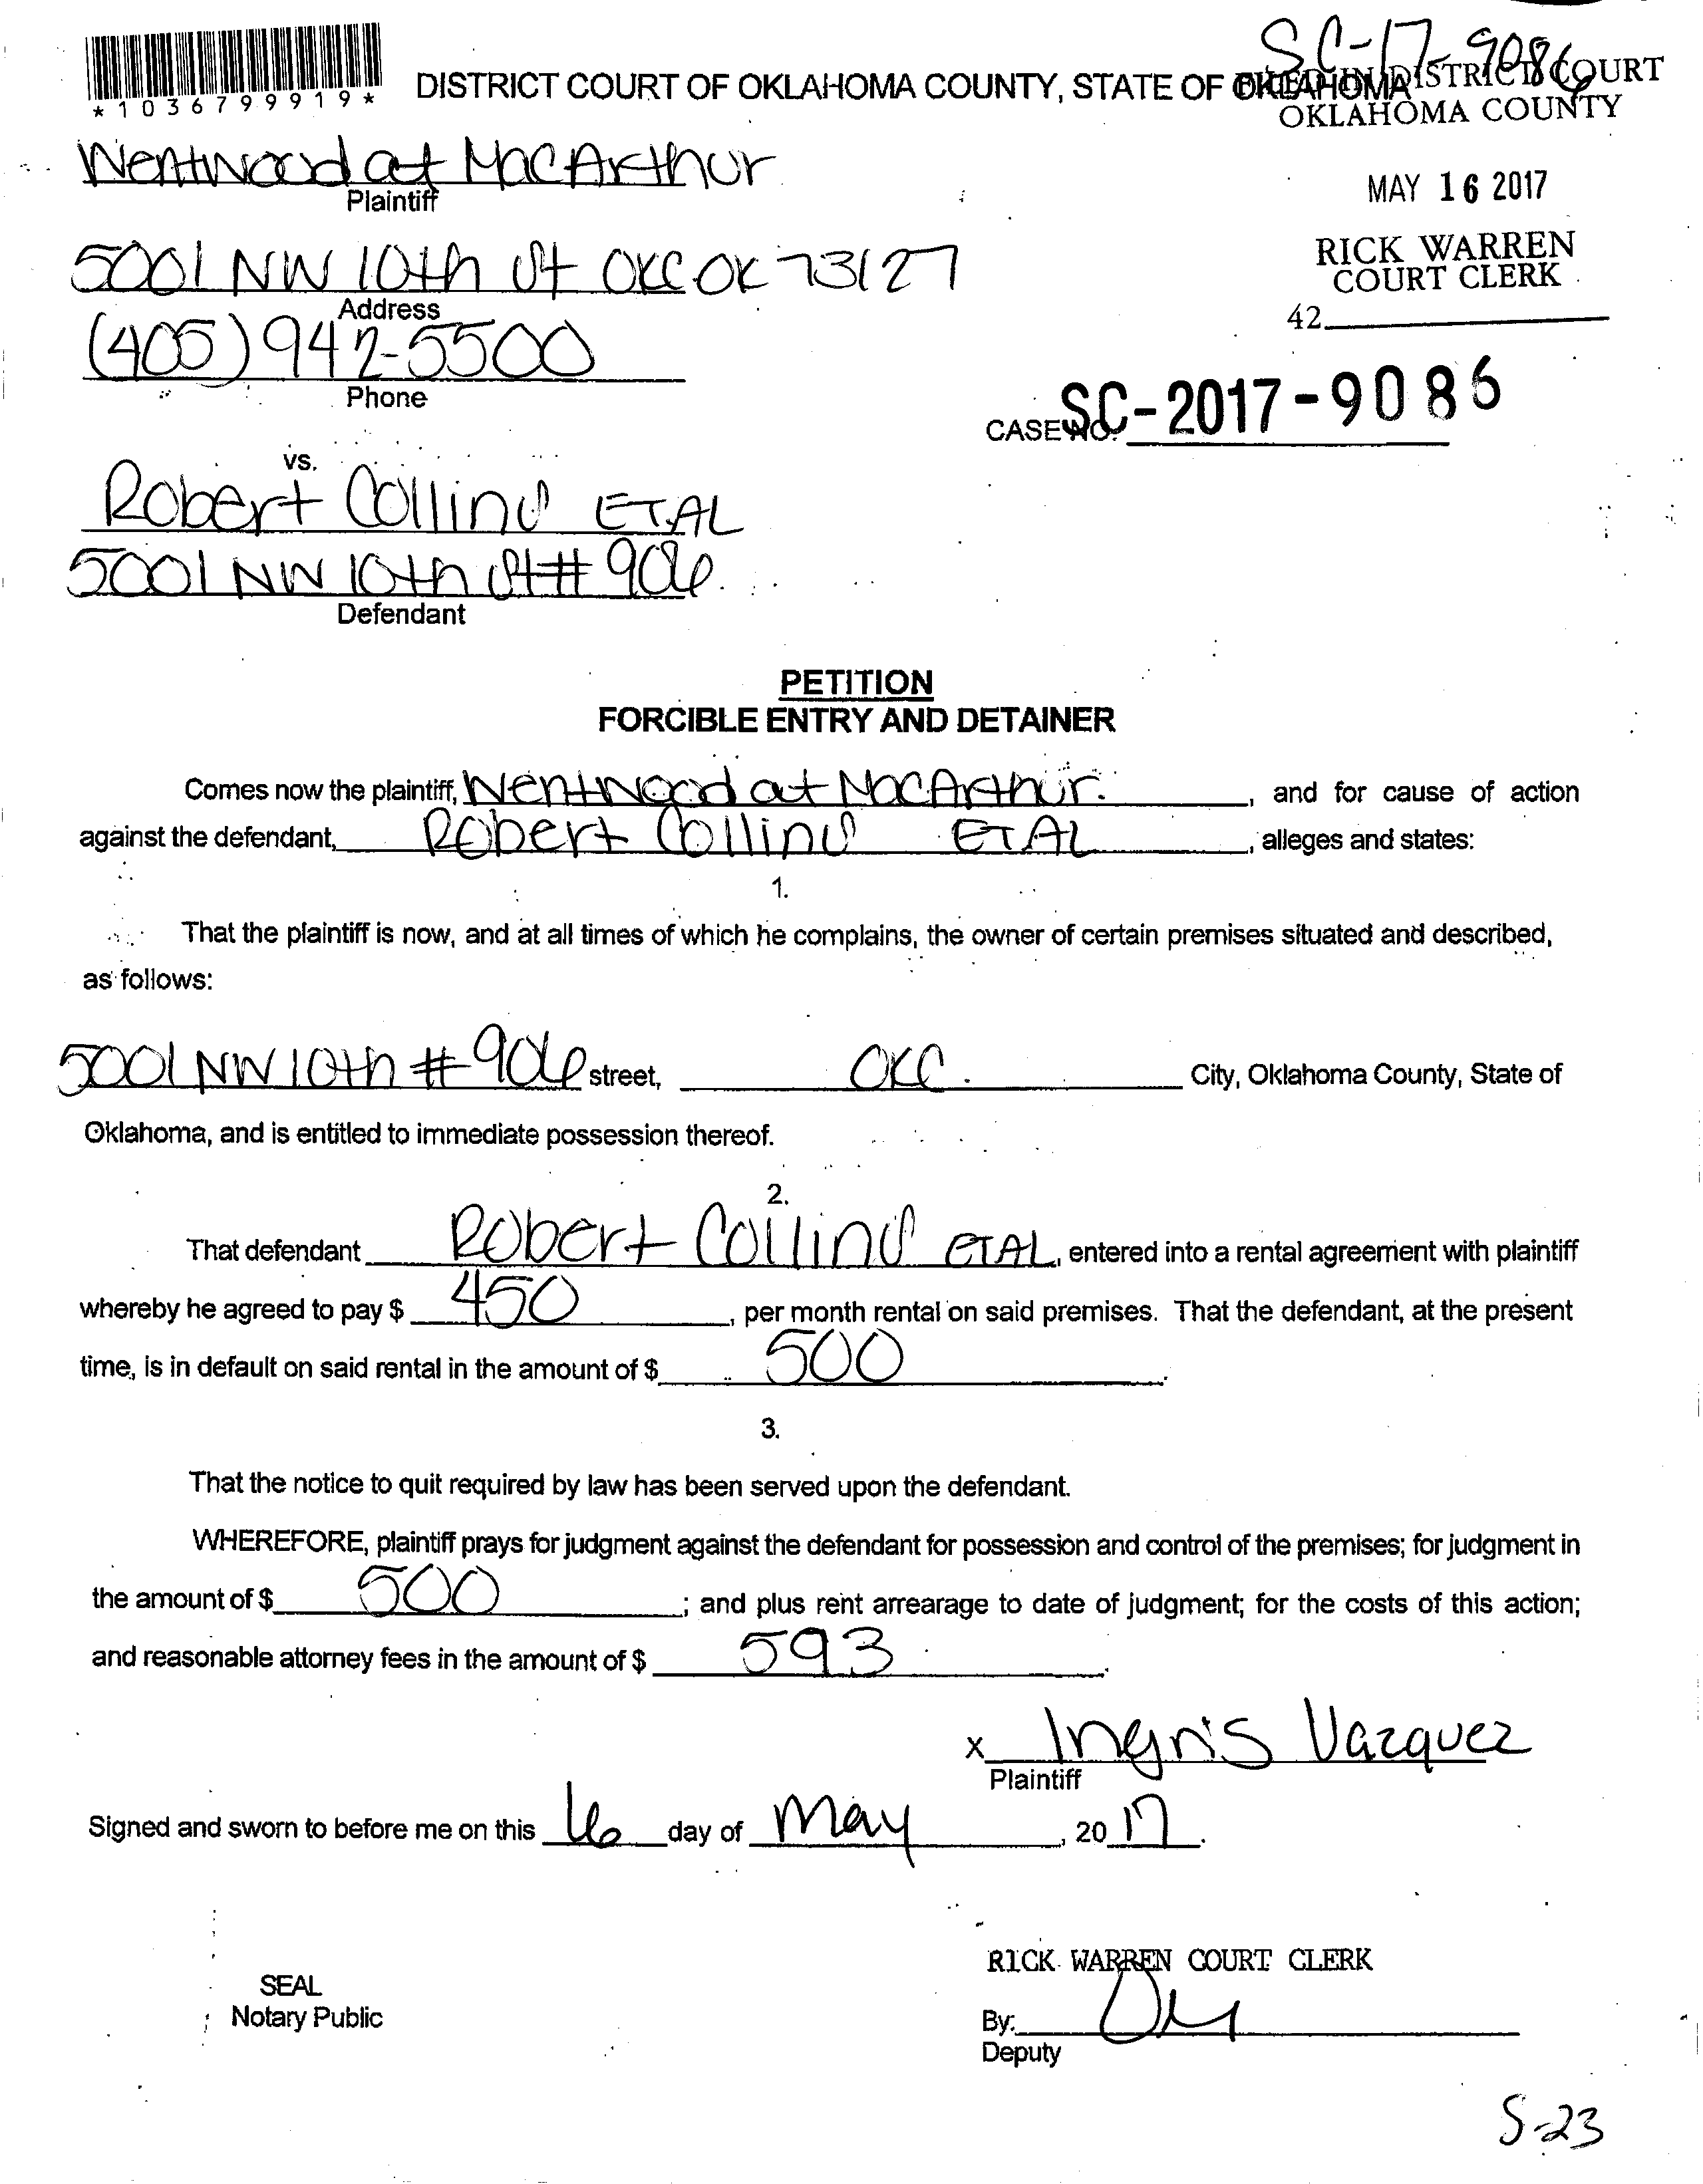 SC-17-9086
*1036799919*
DISTRICT COURT OF OKLAHOMA COUNTY, STATE OF OKLAHOMA
FILED IN DISTRICT COURT
OKLAHOMA COUNTY
Wentwood at MacArthur
Plaintiff
MAY 16 2017
5001 NW 10th St OKC OK 73127
Address
RICK WARREN
COURT CLERK
(405) 942-5500
Phone
42
CASE NO. SC-2017-9086
vs.
Robert Collins ETAL
5001 NW 10th St # 906
Defendant
PETITION
FORCIBLE ENTRY AND DETAINER
Comes now the plaintiff, Wentwood at MacArthur, and for cause of action
against the defendant, Robert Collins ETAL, alleges and states:
1.
That the plaintiff is now, and at all times of which he complains, the owner of certain premises situated and described,
as follows:
5001 NW 10th # 906 street, OKC City, Oklahoma County, State of
Oklahoma, and is entitled to immediate possession thereof.
2.
That defendant Robert Collins ETAL, entered into a rental agreement with plaintiff
whereby he agreed to pay $ 450, per month rental on said premises. That the defendant, at the present
time, is in default on said rental in the amount of $ 500.
3.
That the notice to quit required by law has been served upon the defendant.
WHEREFORE, plaintiff prays for judgment against the defendant for possession and control of the premises; for judgment in
the amount of $ 500; and plus rent arrearage to date of judgment; for the costs of this action;
and reasonable attorney fees in the amount of $ 593.
x Ingris Vazquez
Plaintiff
Signed and sworn to before me on this 16 day of May, 2017.
RICK WARREN COURT CLERK
SEAL
Notary Public
By:
Deputy
5-23